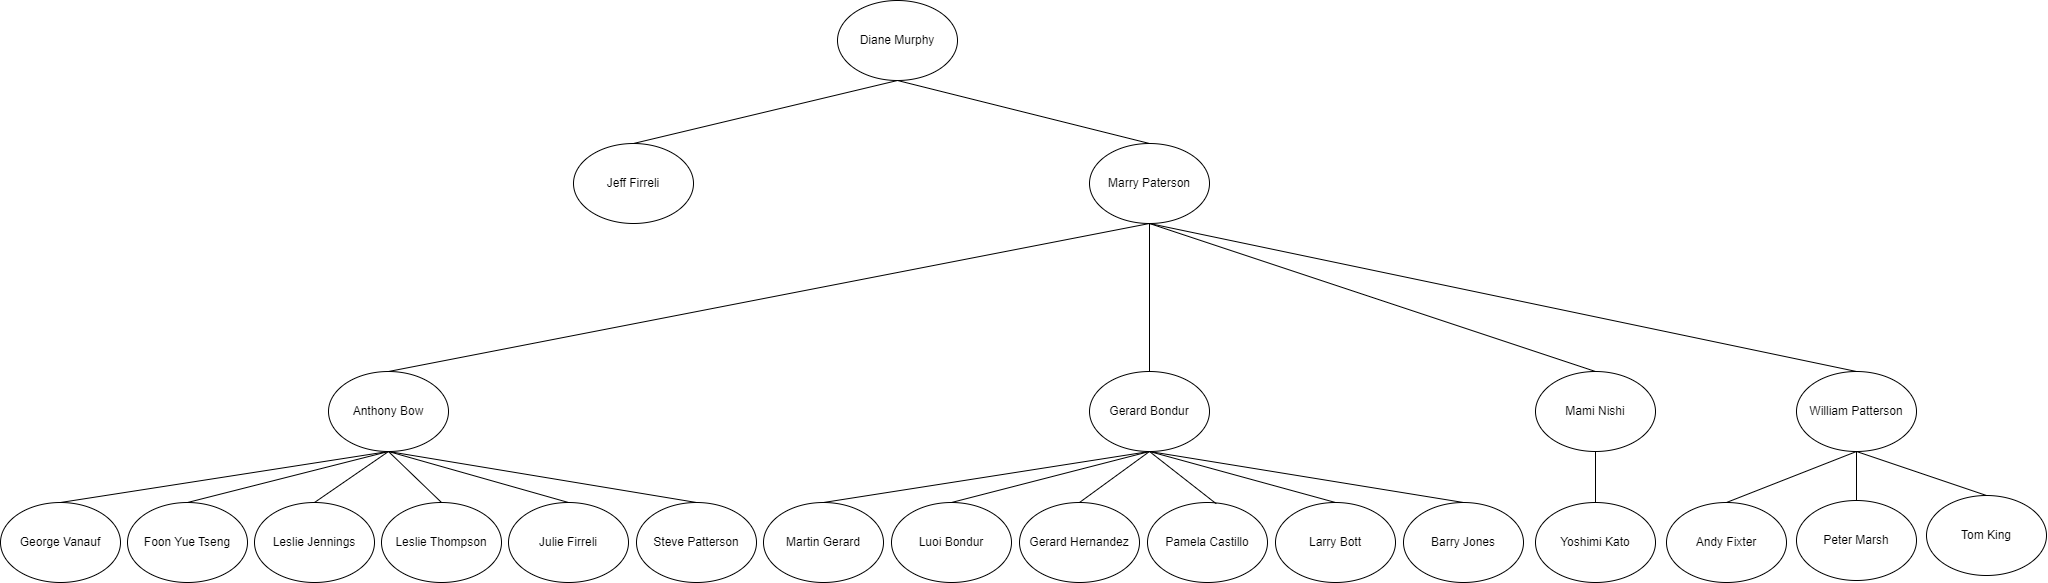 Diane Murphy
Jeff Firreli
Marry Paterson
Anthony Bow
Gerard Bondur
Mami Nishi
William Patterson
George Vanauf
Foon Yue Tseng
Leslie Jennings
Leslie Thompson
Julie Firreli
Steve Patterson
Martin Gerard
Luoi Bondur
Gerard Hernandez
Pamela Castillo
Larry Bott
Barry Jones
Yoshimi Kato
Andy Fixter
Peter Marsh
Tom King